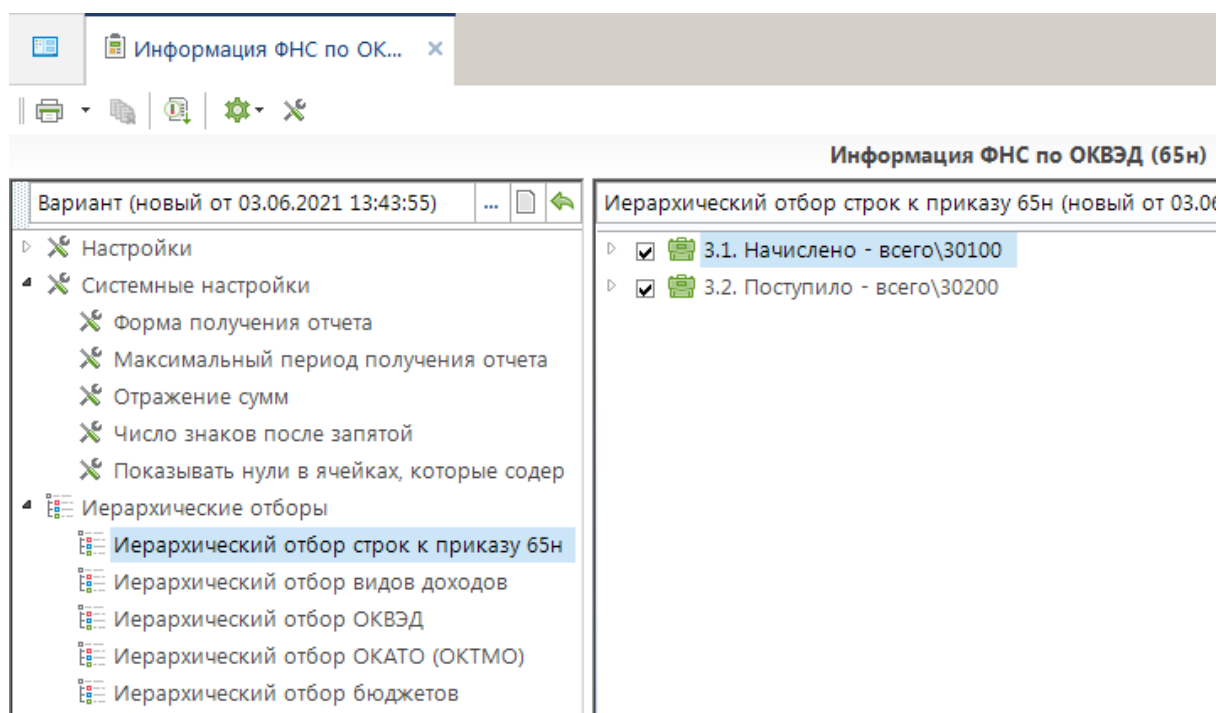 Информация ФНС по ОК...
Информация ФНС по ОКВЭД (65н)
Вариант (новый от 03.06.2021 13:43:55) ...
Настройки
Системные настройки
Форма получения отчета
Максимальный период получения отчета
Отражение сумм
Число знаков после запятой
Показывать нули в ячейках, которые содер
Иерархические отборы
Иерархический отбор строк к приказу 65н
Иерархический отбор видов доходов
Иерархический отбор ОКВЭД
Иерархический отбор ОКАТО (ОКТМО)
Иерархический отбор бюджетов
Иерархический отбор строк к приказу 65н (новый от 03.06
3.1. Начислено - всего\30100
3.2. Поступило - всего\30200